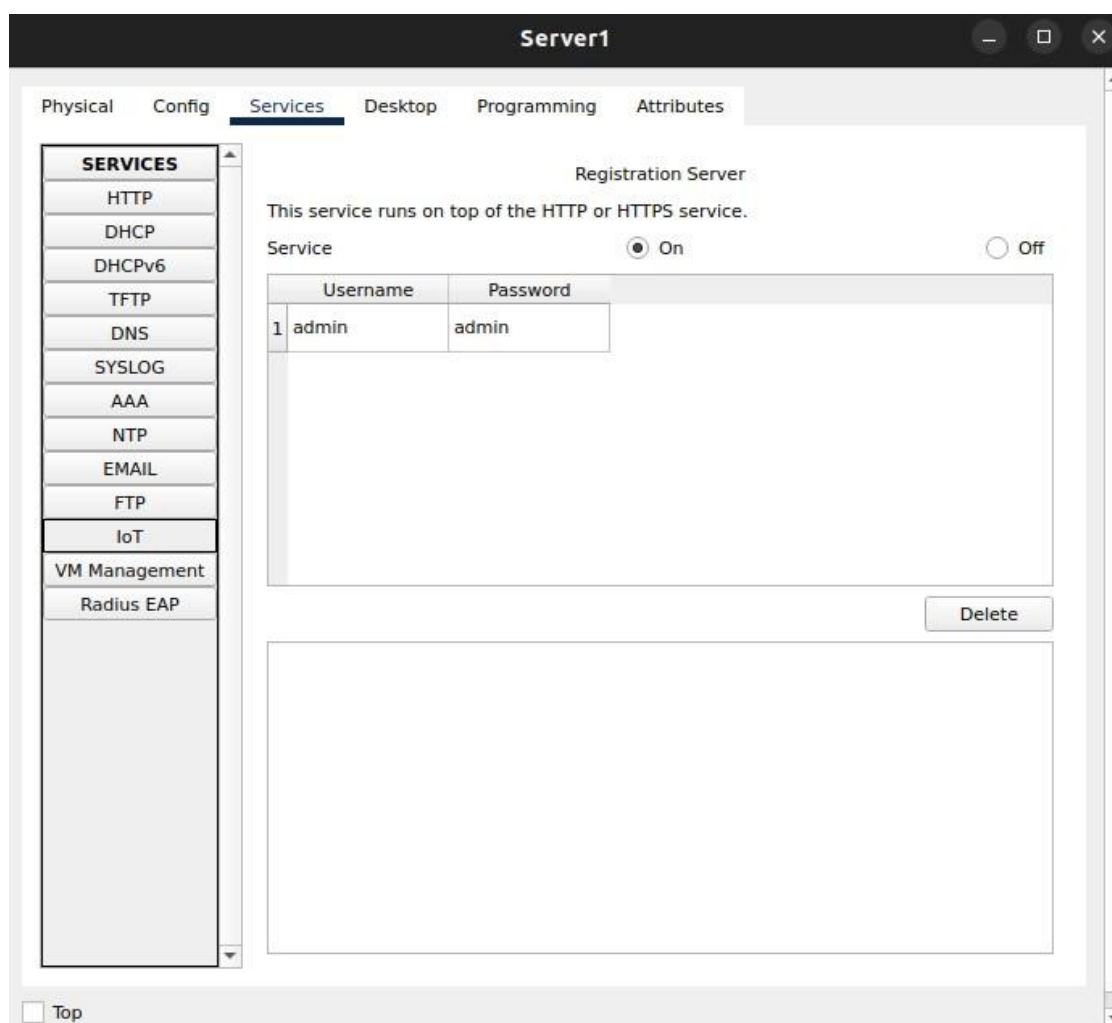 Server1
Physical Config Services Desktop Programming Attributes
SERVICES
HTTP
DHCP
DHCPv6
TFTP
DNS
SYSLOG
AAA
NTP
EMAIL
FTP
IoT
VM Management
Radius EAP
Registration Server
This service runs on top of the HTTP or HTTPS service.
Service On Off
Username Password
1 admin admin
Delete
Top